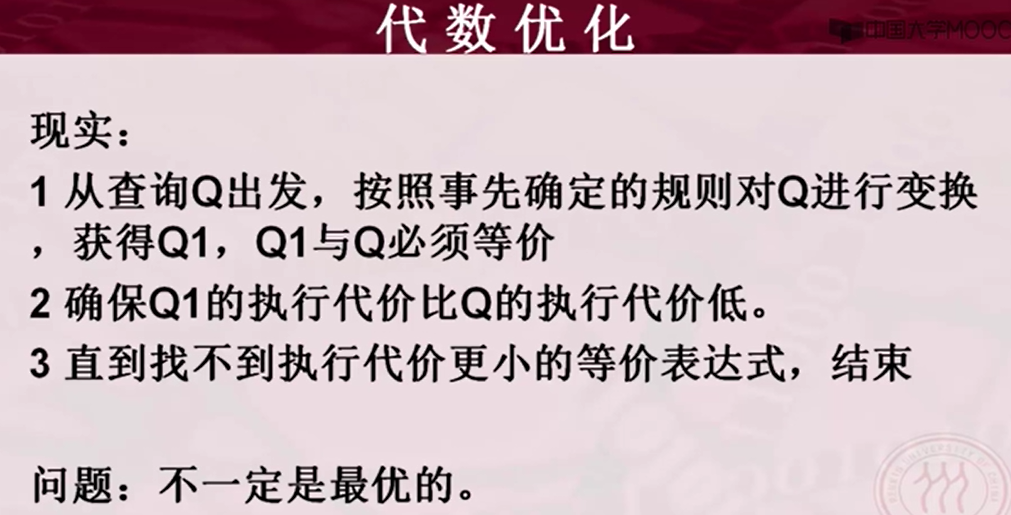 代数优化
中国大学MOOC
现实：
1 从查询Q出发，按照事先确定的规则对Q进行变换
，获得Q1，Q1与Q必须等价
2 确保Q1的执行代价比Q的执行代价低。
3 直到找不到执行代价更小的等价表达式，结束
问题：不一定是最优的。